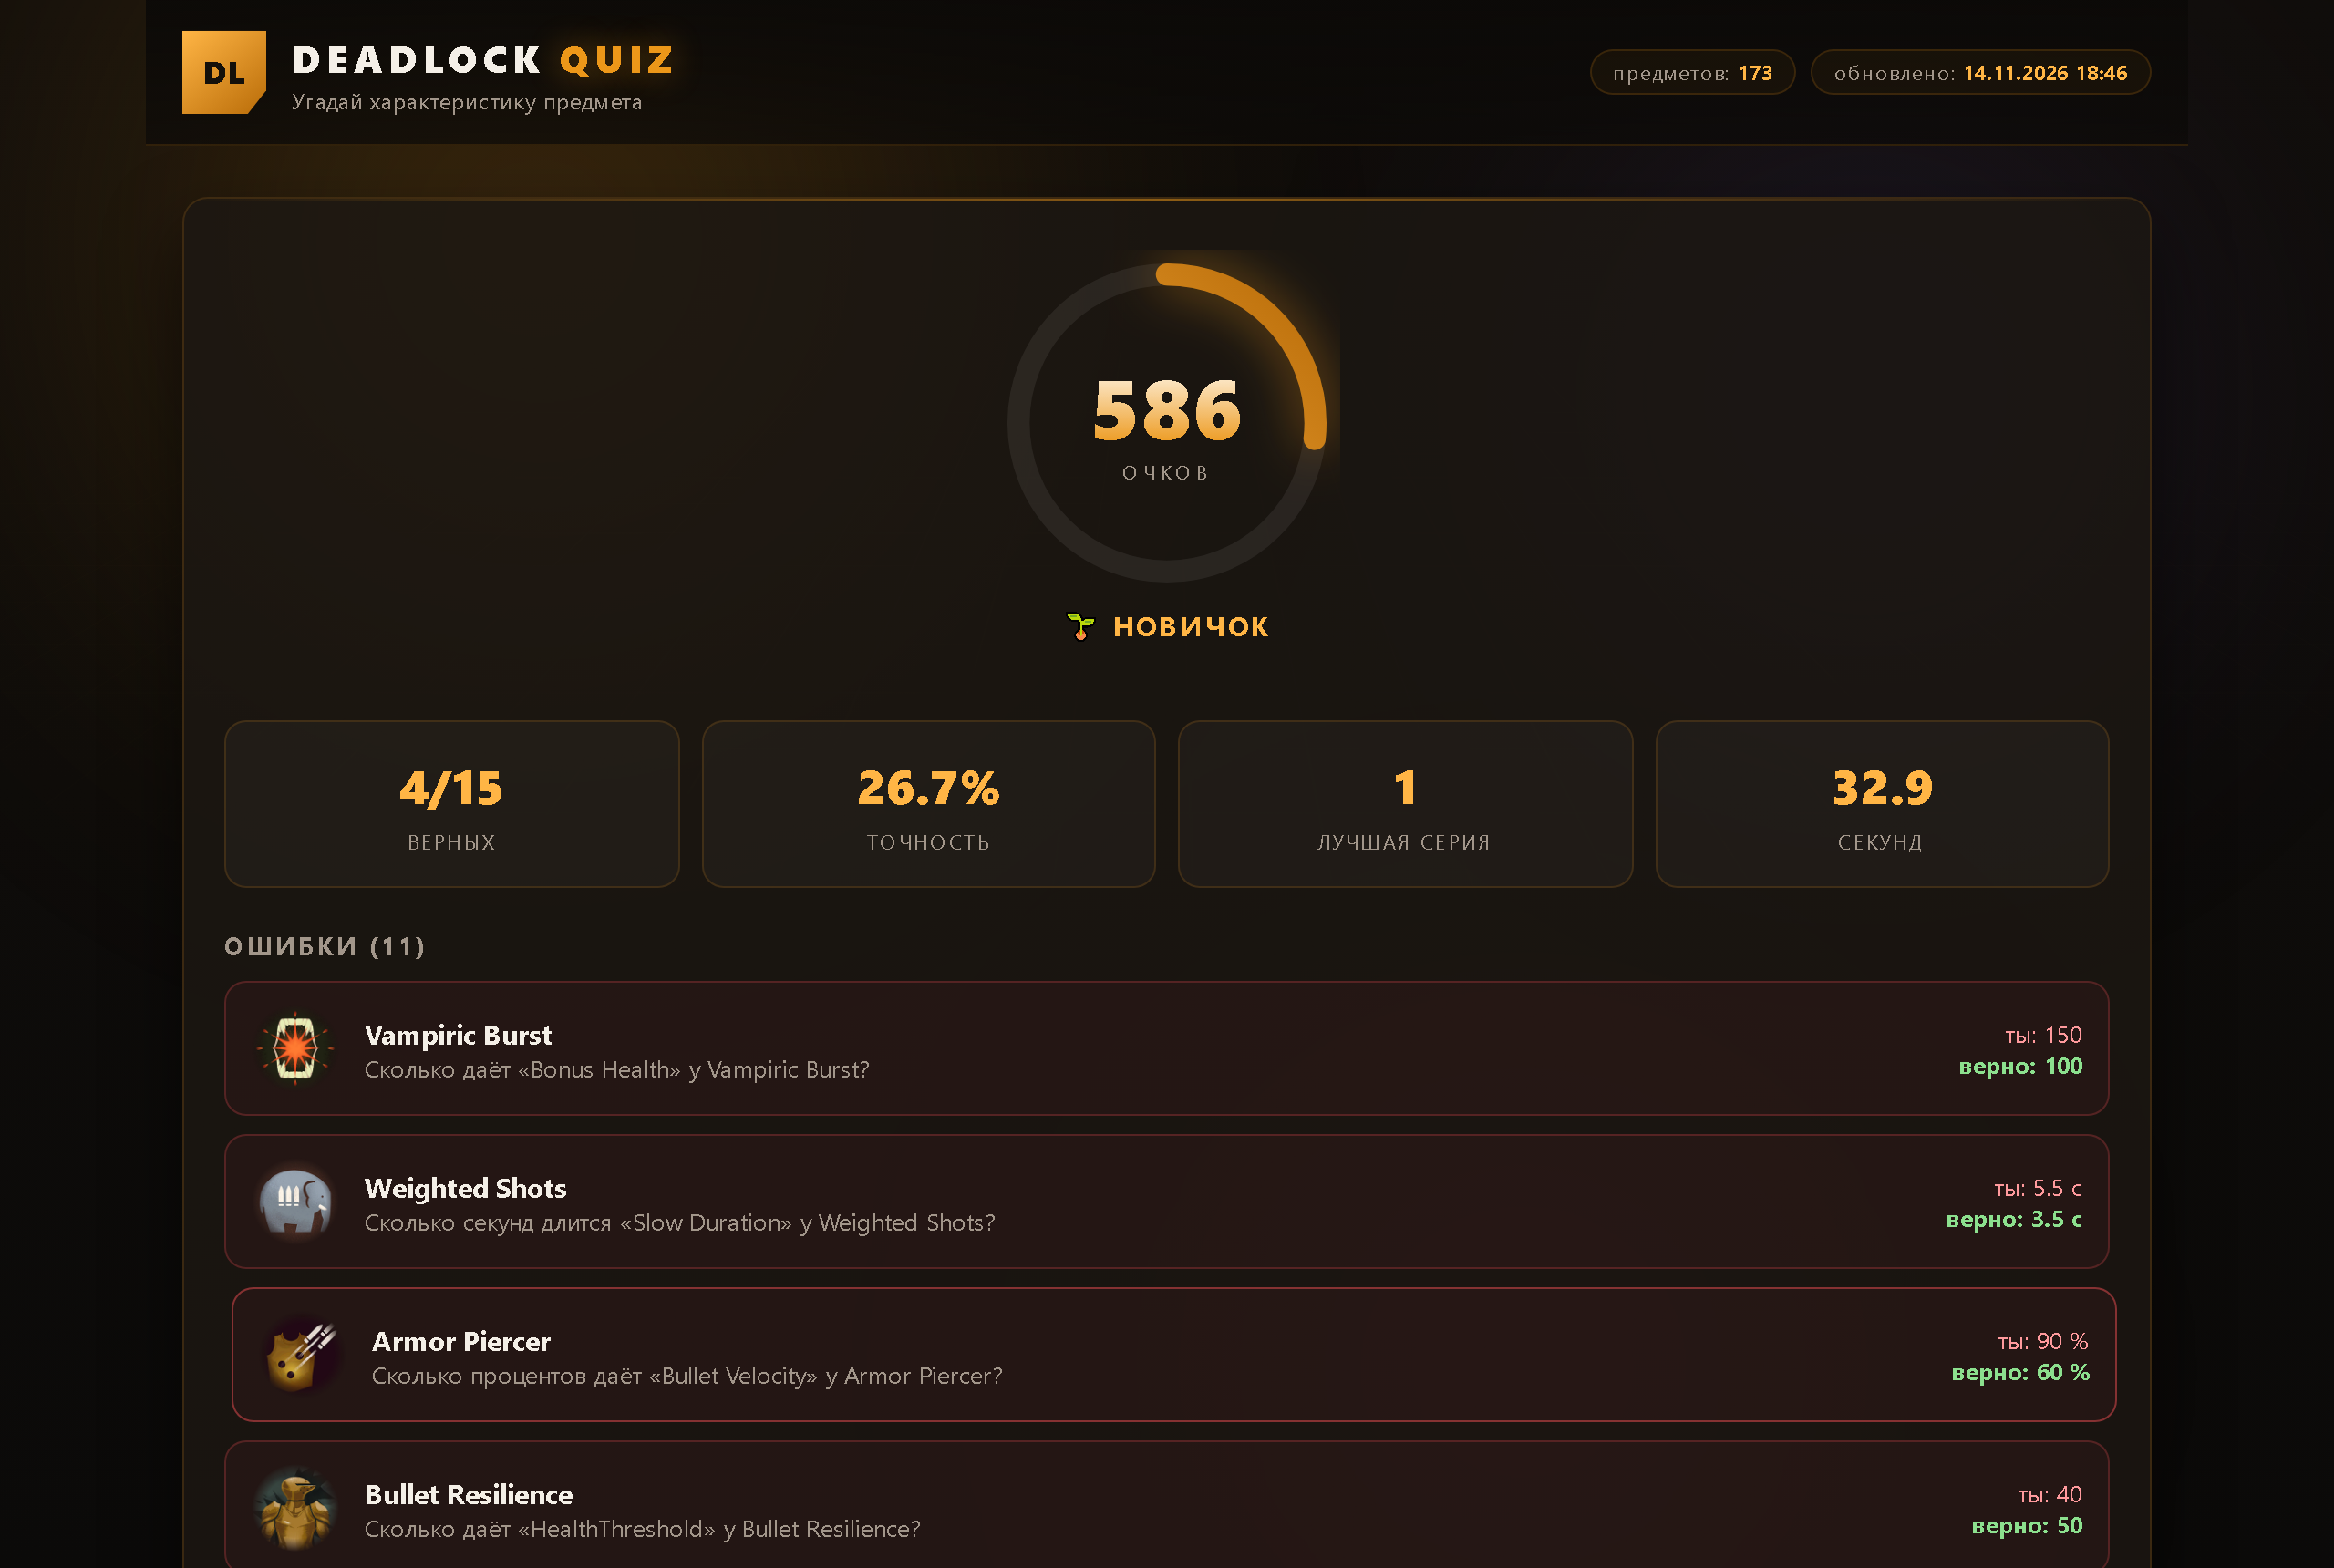 DL
DEADLOCK QUIZ
Угадай характеристику предмета
предметов: 173
обновлено: 14.11.2026 18:46
586
ОЧКОВ
НОВИЧОК
4/15
ВЕРНЫХ
26.7%
ТОЧНОСТЬ
1
ЛУЧШАЯ СЕРИЯ
32.9
СЕКУНД
ОШИБКИ (11)
Vampiric Burst
Сколько даёт «Bonus Health» у Vampiric Burst?
ты: 150
верно: 100
Weighted Shots
Сколько секунд длится «Slow Duration» у Weighted Shots?
ты: 5.5 с
верно: 3.5 с
Armor Piercer
Сколько процентов даёт «Bullet Velocity» у Armor Piercer?
ты: 90 %
верно: 60 %
Bullet Resilience
Сколько даёт «HealthThreshold» у Bullet Resilience?
ты: 40
верно: 50